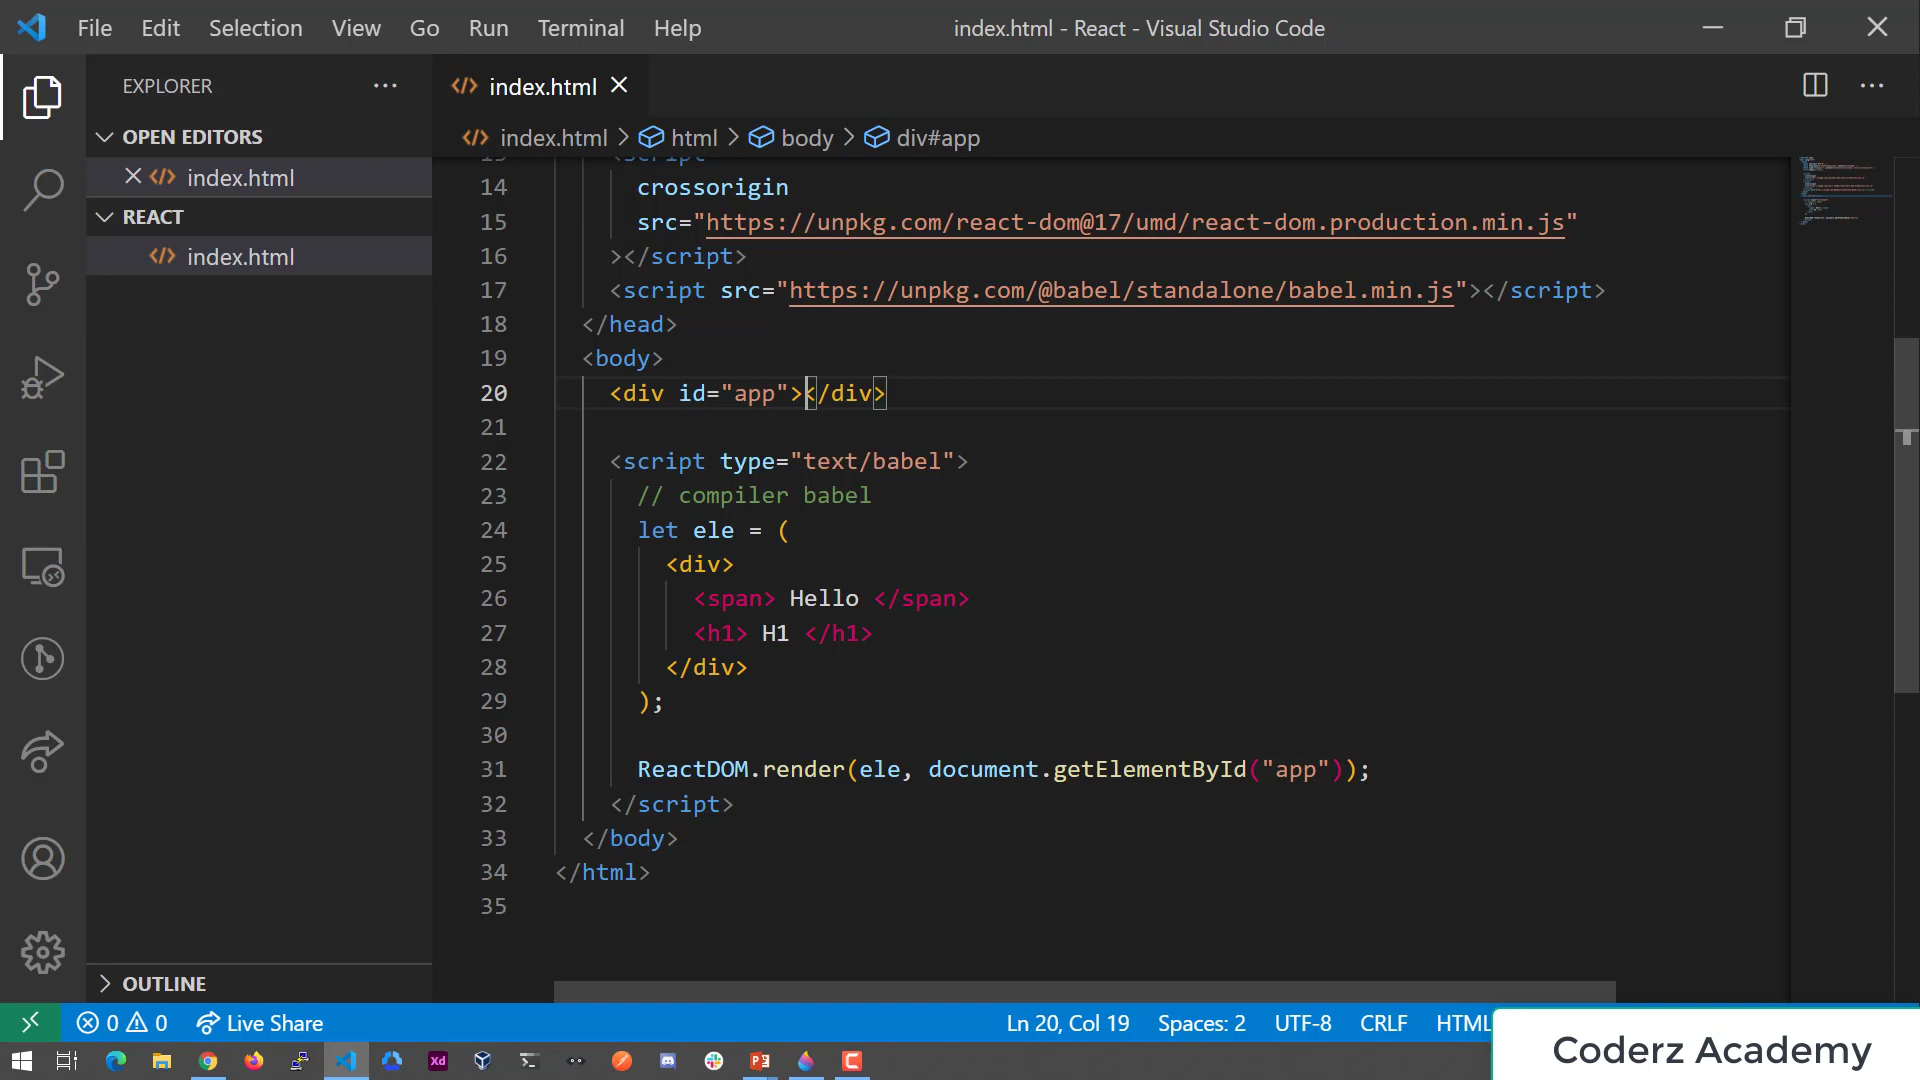 File Edit Selection View Go Run Terminal Help
index.html - React - Visual Studio Code
EXPLORER
OPEN EDITORS
index.html
REACT
index.html
OUTLINE
index.html
index.html > html > body > div#app
13 <script
14 crossorigin
15 src="https://unpkg.com/react-dom@17/umd/react-dom.production.min.js"
16 ></script>
17 <script src="https://unpkg.com/@babel/standalone/babel.min.js"></script>
18 </head>
19 <body>
20 <div id="app"></div>
21
22 <script type="text/babel">
23 // compiler babel
24 let ele = (
25 <div>
26 <span> Hello </span>
27 <h1> H1 </h1>
28 </div>
29 );
30
31 ReactDOM.render(ele, document.getElementById("app"));
32 </script>
33 </body>
34 </html>
35
0 0 Live Share
Ln 20, Col 19 Spaces: 2 UTF-8 CRLF HTML
Xd
Coderz Academy